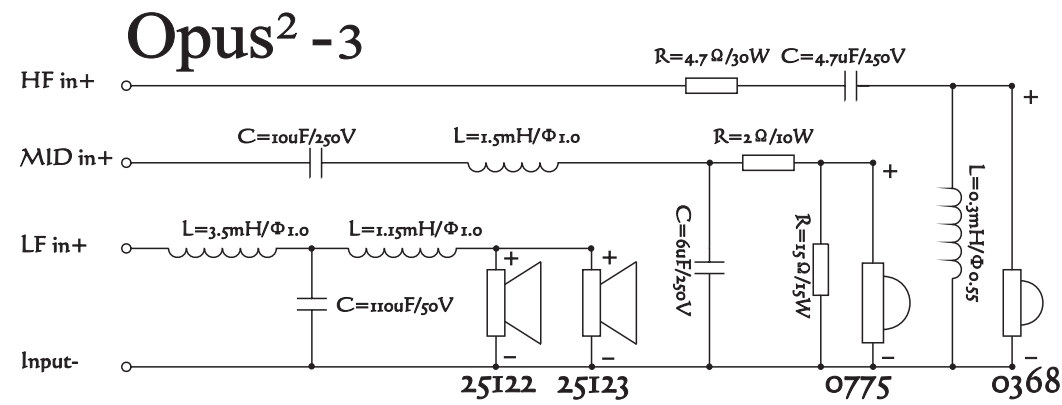 Opus² -3
R=4.7Ω/30W C=4.7uF/250V
HF in+
+
C=10uF/250V L=1.5mH/Φ1.0 R=2Ω/10W
MID in+
+
L=0.3mH/Φ0.55
C=6uF/250V
R=15Ω/15W
L=3.5mH/Φ1.0 L=1.15mH/Φ1.0
LF in+
+ +
C=110uF/50V
Input-
- - - -
25122 25123 0775 0368